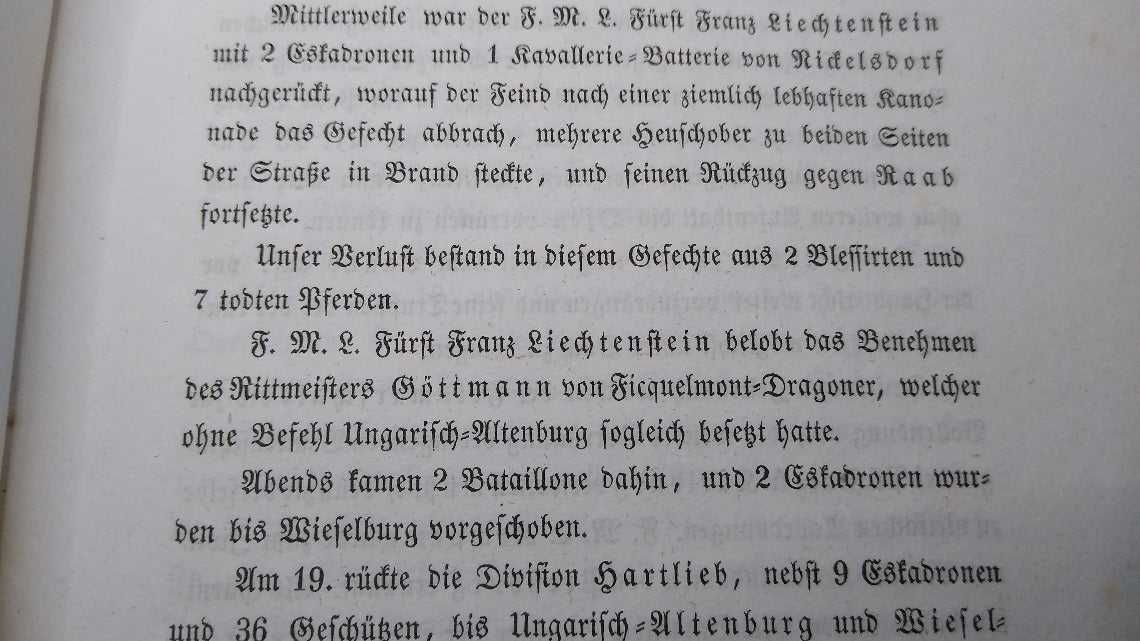 Mittlerweile war der F. M. L. Fürst Franz Liechtenstein
mit 2 Eskadronen und 1 Kavallerie-Batterie von Nickelsdorf
nachgerückt, worauf der Feind nach einer ziemlich lebhaften Kano-
nade das Gefecht abbrach, mehrere Heuschober zu beiden Seiten
der Straße in Brand steckte, und seinen Rückzug gegen Raab
fortsetzte.
Unser Verlust bestand in diesem Gefechte aus 2 Blessirten und
7 todten Pferden.
F. M. L. Fürst Franz Liechtenstein belobt das Benehmen
des Rittmeisters Göttmann von Ficquelmont-Dragoner, welcher
ohne Befehl Ungarisch-Altenburg sogleich besetzt hatte.
Abends kamen 2 Bataillone dahin, und 2 Eskadronen wur-
den bis Wieselburg vorgeschoben.
Am 19. rückte die Division Hartlieb, nebst 9 Eskadronen
und 36 Geschützen, bis Ungarisch-Altenburg und Wiesel-